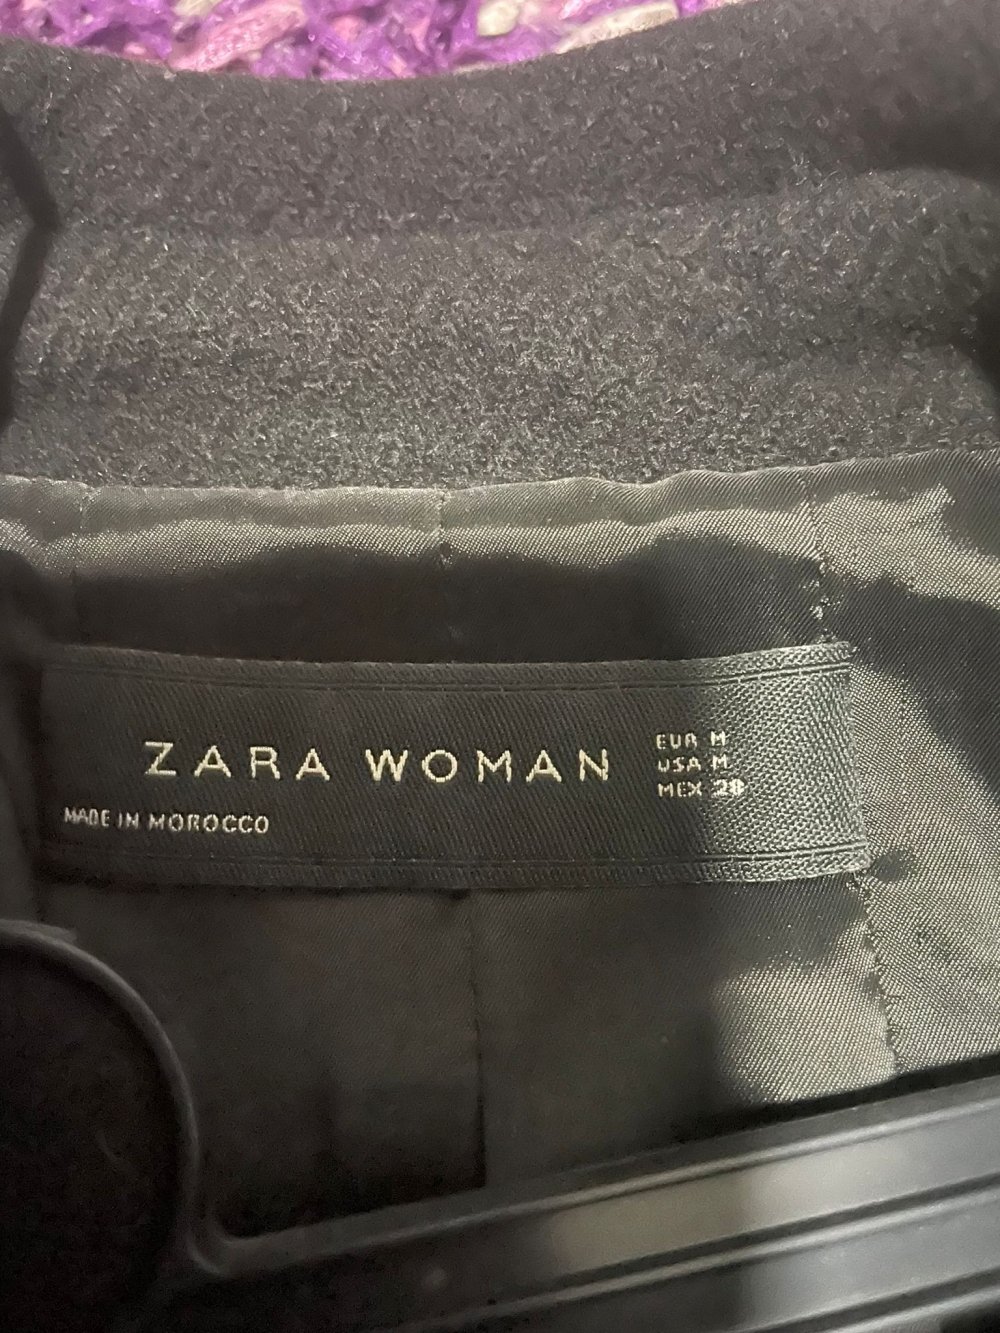 ZARA WOMAN
EUR M
USA M
MEX 28
MADE IN MOROCCO